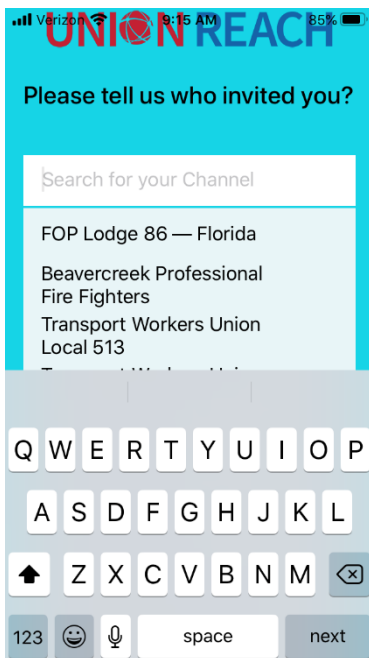 Verizon 9:15 AM 85%
UNION REACH
Please tell us who invited you?
Search for your Channel
FOP Lodge 86 — Florida
Beavercreek Professional
Fire Fighters
Transport Workers Union
Local 513
Q W E R T Y U I O P
A S D F G H J K L
Z X C V B N M
123 space next